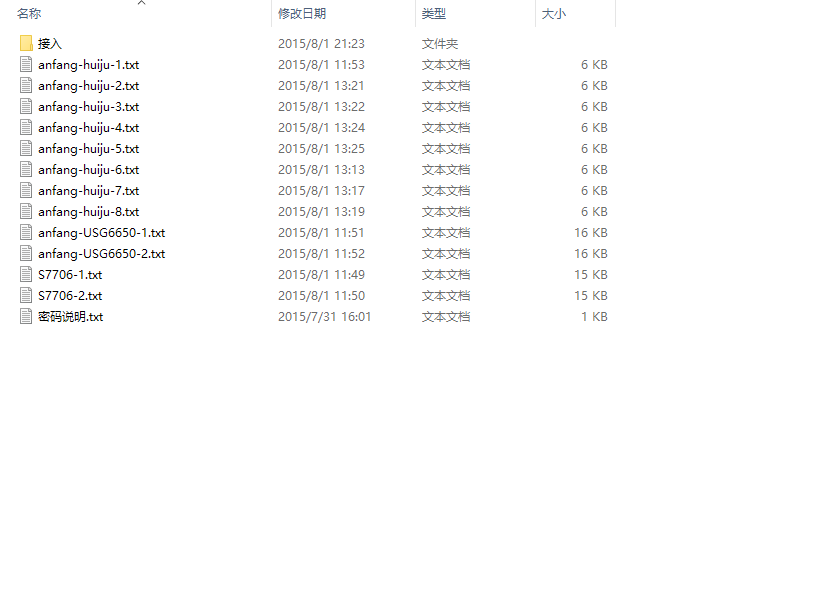 名称 修改日期 类型 大小
接入 2015/8/1 21:23 文件夹
anfang-huiju-1.txt 2015/8/1 11:53 文本文档 6 KB
anfang-huiju-2.txt 2015/8/1 13:21 文本文档 6 KB
anfang-huiju-3.txt 2015/8/1 13:22 文本文档 6 KB
anfang-huiju-4.txt 2015/8/1 13:24 文本文档 6 KB
anfang-huiju-5.txt 2015/8/1 13:25 文本文档 6 KB
anfang-huiju-6.txt 2015/8/1 13:13 文本文档 6 KB
anfang-huiju-7.txt 2015/8/1 13:17 文本文档 6 KB
anfang-huiju-8.txt 2015/8/1 13:19 文本文档 6 KB
anfang-USG6650-1.txt 2015/8/1 11:51 文本文档 16 KB
anfang-USG6650-2.txt 2015/8/1 11:52 文本文档 16 KB
S7706-1.txt 2015/8/1 11:49 文本文档 15 KB
S7706-2.txt 2015/8/1 11:50 文本文档 15 KB
密码说明.txt 2015/7/31 16:01 文本文档 1 KB